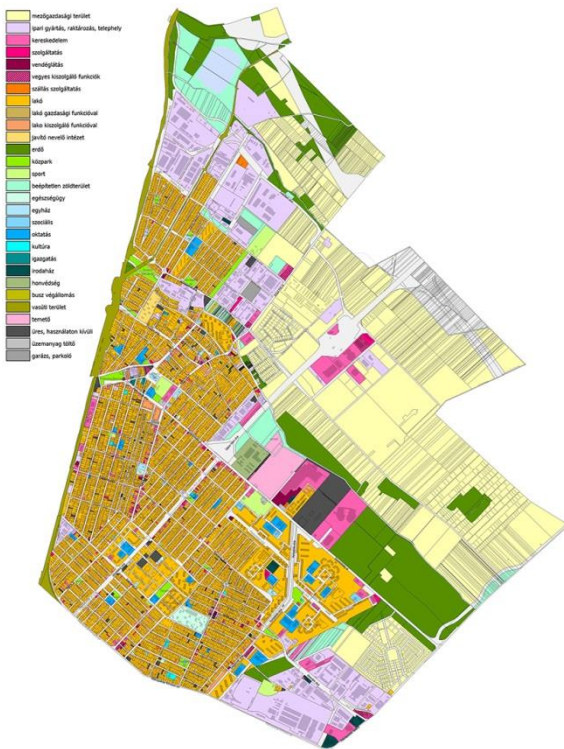 mezőgazdasági terület
ipari gyártás, raktározás, telephely
kereskedelem
szolgáltatás
vendéglátás
vegyes kiszolgáló funkciók
szállás szolgáltatás
lakó
lakó gazdasági funkcióval
lakó kiszolgáló funkcióval
javító nevelő intézet
erdő
közpark
sport
beépítetlen zöldterület
egészségügy
egyház
szociális
oktatás
kultúra
igazgatás
irodaház
honvédség
busz végállomás
vasúti terület
temető
üres, használaton kívüli
üzemanyag töltő
garázs, parkoló